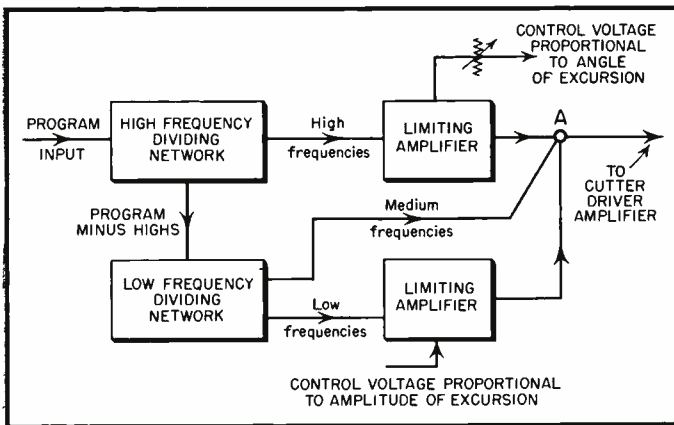 CONTROL VOLTAGE
PROPORTIONAL
TO ANGLE
OF EXCURSION
PROGRAM
INPUT
HIGH FREQUENCY
DIVIDING
NETWORK
High
frequencies
LIMITING
AMPLIFIER
A
TO
CUTTER
DRIVER
AMPLIFIER
PROGRAM
MINUS HIGHS
Medium
frequencies
LOW FREQUENCY
DIVIDING
NETWORK
Low
frequencies
LIMITING
AMPLIFIER
CONTROL VOLTAGE PROPORTIONAL
TO AMPLITUDE OF EXCURSION